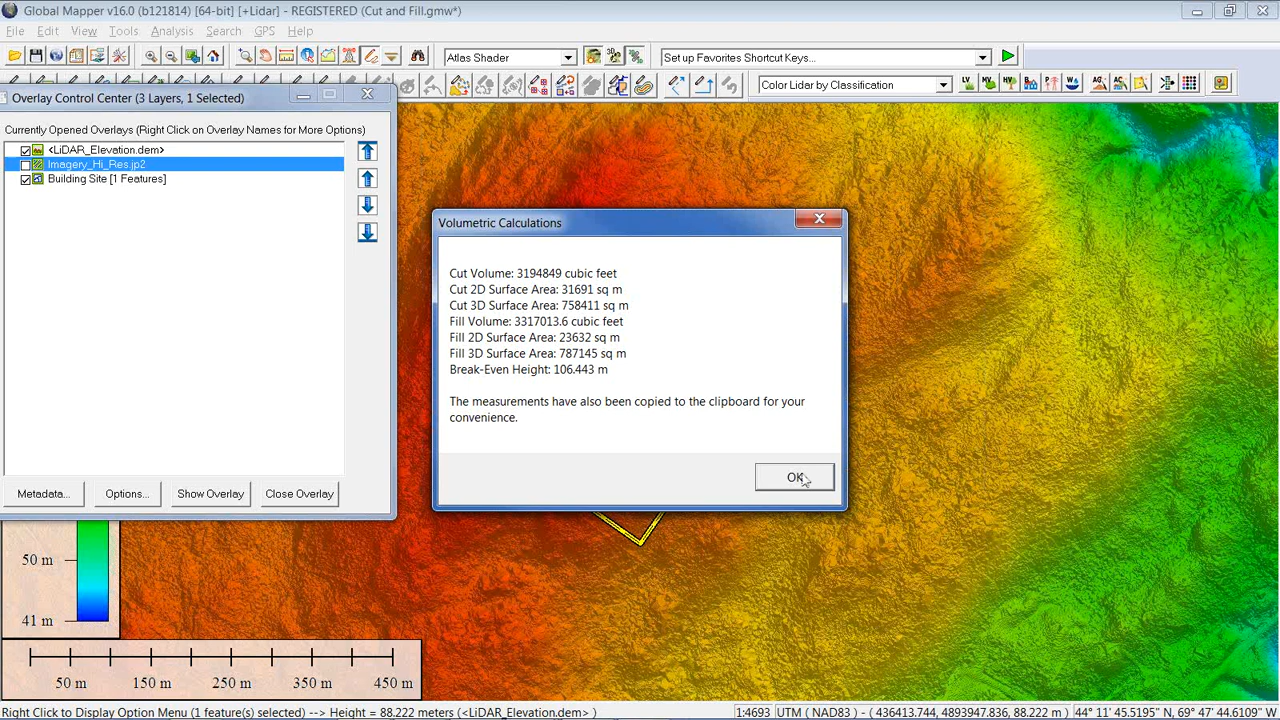 Global Mapper v16.0 (b121814) [64-bit] [+Lidar] - REGISTERED (Cut and Fill.gmw*)
File Edit View Tools Analysis Search GPS Help
Atlas Shader
Set up Favorites Shortcut Keys...
Color Lidar by Classification
Overlay Control Center (3 Layers, 1 Selected)
Currently Opened Overlays (Right Click on Overlay Names for More Options)
<LiDAR_Elevation.dem>
Imagery_Hi_Res.jp2
Building Site [1 Features]
Metadata... Options... Show Overlay Close Overlay
Volumetric Calculations
Cut Volume: 3194849 cubic feet
Cut 2D Surface Area: 31691 sq m
Cut 3D Surface Area: 758411 sq m
Fill Volume: 3317013.6 cubic feet
Fill 2D Surface Area: 23632 sq m
Fill 3D Surface Area: 787145 sq m
Break-Even Height: 106.443 m
The measurements have also been copied to the clipboard for your
convenience.
OK
50 m
41 m
50 m 150 m 250 m 350 m 450 m
Right Click to Display Option Menu (1 feature(s) selected) --> Height = 88.222 meters (<LiDAR_Elevation.dem> )
1:4693 UTM ( NAD83 ) - ( 436413.744, 4893947.836, 88.222 m ) 44° 11' 45.5195" N, 69° 47' 44.6109" W